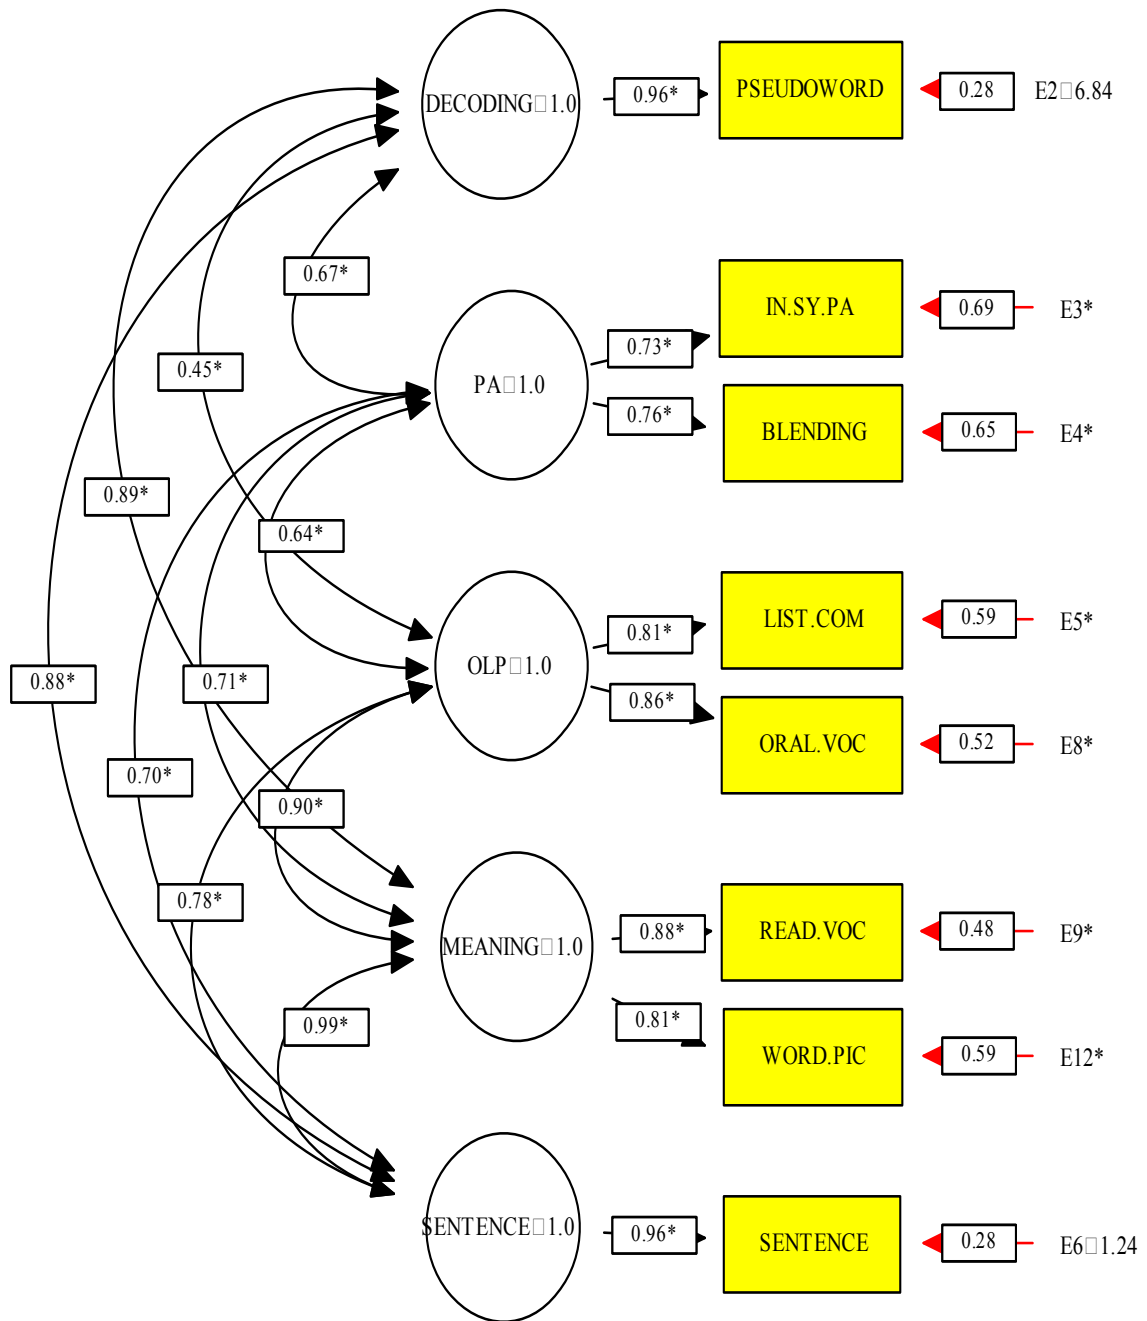 DECODING□1.0
0.96*
PSEUDOWORD
0.28
E2□6.84
0.67*
IN.SY.PA
0.69
E3*
0.73*
PA□1.0
0.45*
0.76*
BLENDING
0.65
E4*
0.89*
0.64*
LIST.COM
0.59
E5*
0.81*
OLP□1.0
0.88*
0.71*
0.86*
ORAL.VOC
0.52
E8*
0.70*
0.90*
0.78*
READ.VOC
0.48
E9*
0.88*
MEANING□1.0
0.99*
0.81*
WORD.PIC
0.59
E12*
SENTENCE□1.0
0.96*
SENTENCE
0.28
E6□1.24